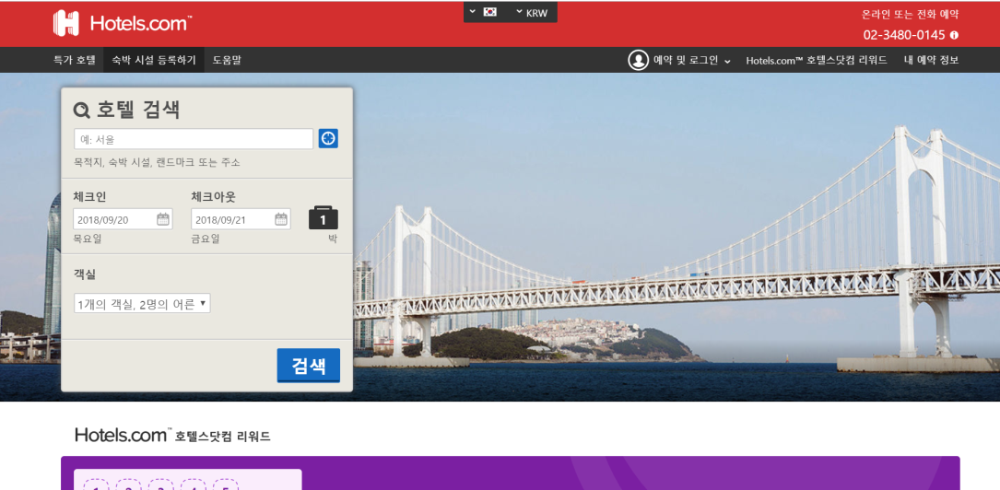 Hotels.com™
KRW
온라인 또는 전화 예약
02-3480-0145
특가 호텔 숙박 시설 등록하기 도움말
예약 및 로그인 Hotels.com™ 호텔스닷컴 리워드 내 예약 정보
호텔 검색
예: 서울
목적지, 숙박 시설, 랜드마크 또는 주소
체크인 체크아웃
2018/09/20 2018/09/21 1
목요일 금요일 박
객실
1개의 객실, 2명의 어른
검색
Hotels.com™ 호텔스닷컴 리워드
1 2 3 4 5